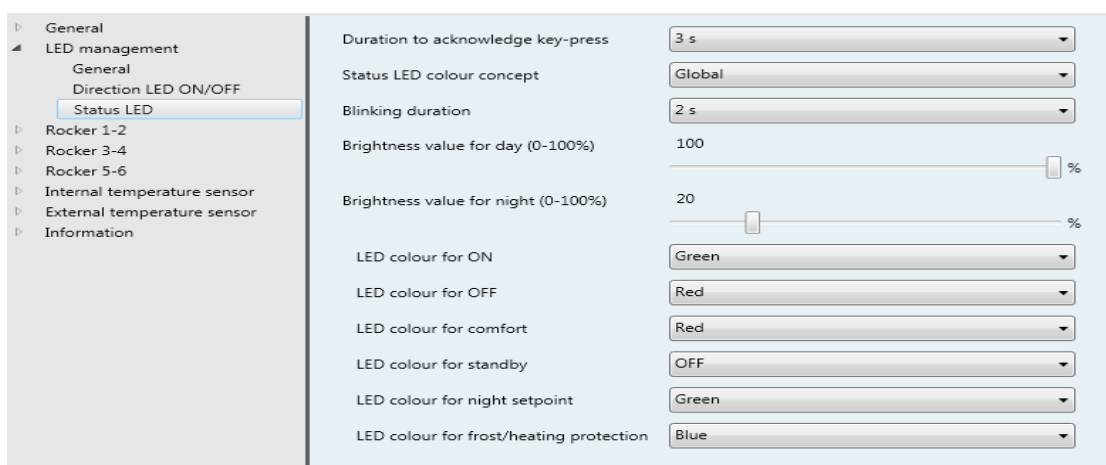 General
LED management
General
Direction LED ON/OFF
Status LED
Rocker 1-2
Rocker 3-4
Rocker 5-6
Internal temperature sensor
External temperature sensor
Information
Duration to acknowledge key-press 3 s
Status LED colour concept Global
Blinking duration 2 s
Brightness value for day (0-100%) 100 %
Brightness value for night (0-100%) 20 %
LED colour for ON Green
LED colour for OFF Red
LED colour for comfort Red
LED colour for standby OFF
LED colour for night setpoint Green
LED colour for frost/heating protection Blue